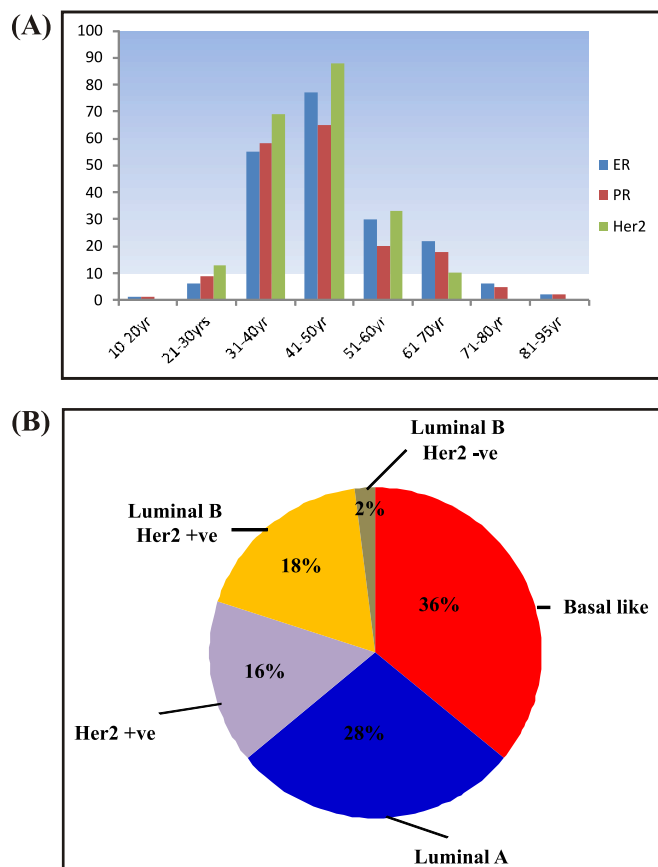 (A)
100
90
80
70
60
50
40
30
20
10
0
10 20yr
21-30yrs
31-40yr
41-50yr
51-60yr
61 70yr
71-80yr
81-95yr
ER
PR
Her2
(B)
Luminal B
Her2 -ve
2%
Luminal B
Her2 +ve
18%
36%
Basal like
16%
Her2 +ve
28%
Luminal A